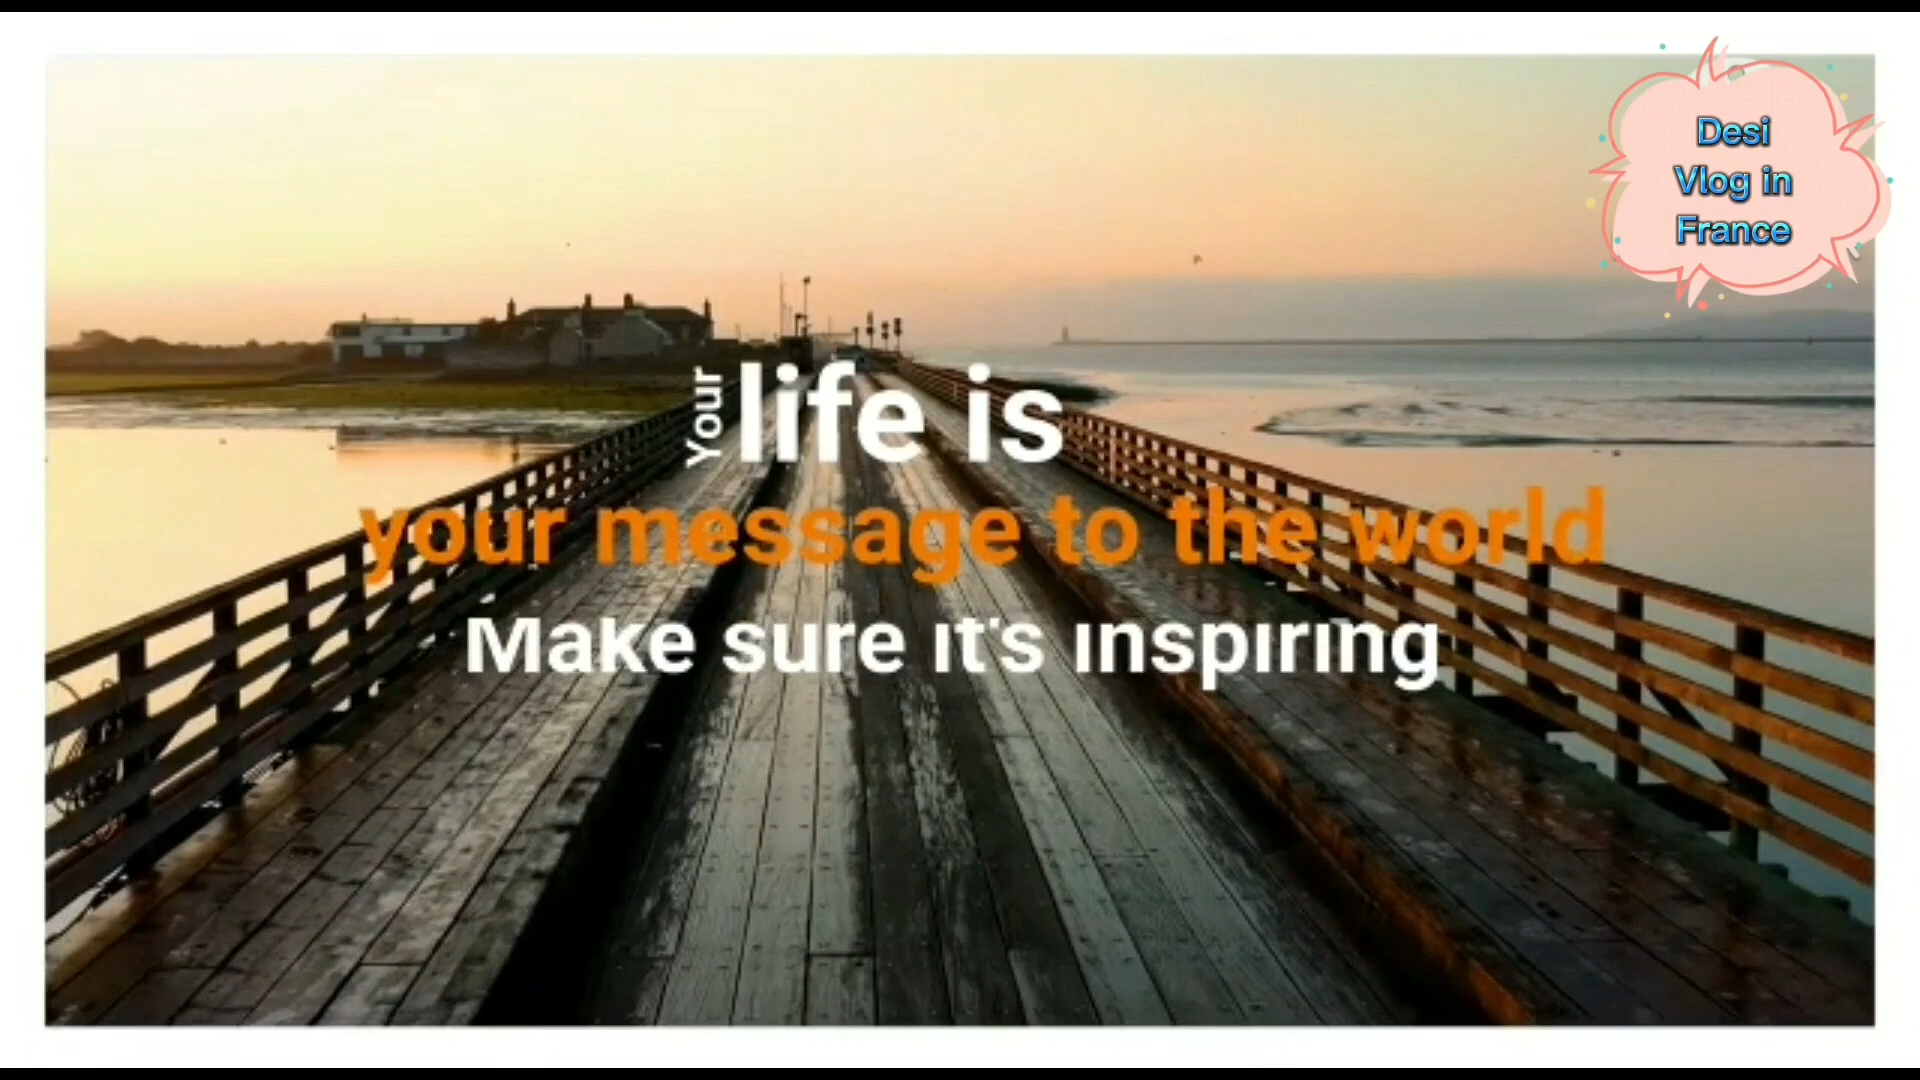 Desi
Vlog in
France
Your life is
your message to the world
Make sure it's inspiring